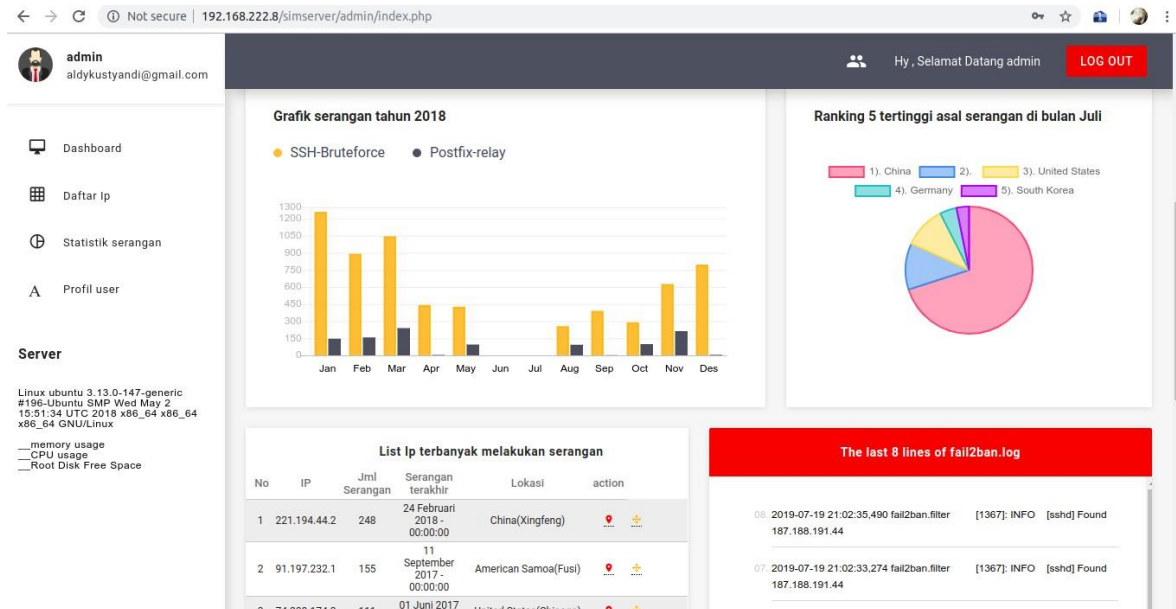 Not secure | 192.168.222.8/simserver/admin/index.php
admin
aldykustyandi@gmail.com
Hy , Selamat Datang admin
LOG OUT
Dashboard
Daftar Ip
Statistik serangan
A Profil user
Server
Linux ubuntu 3.13.0-147-generic
#196-Ubuntu SMP Wed May 2
15:51:34 UTC 2018 x86_64 x86_64
x86_64 GNU/Linux
__memory usage
__CPU usage
__Root Disk Free Space
Grafik serangan tahun 2018
SSH-Bruteforce
Postfix-relay
1300
1200
1050
900
750
600
450
300
150
0
Jan Feb Mar Apr May Jun Jul Aug Sep Oct Nov Des
Ranking 5 tertinggi asal serangan di bulan Juli
1). China 2). 3). United States
4). Germany 5). South Korea
List Ip terbanyak melakukan serangan
No IP Jml Serangan Serangan terakhir Lokasi action
1 221.194.44.2 248 24 Februari 2018 - 00:00:00 China(Xingfeng)
2 91.197.232.1 155 11 September 2017 - 00:00:00 American Samoa(Fusi)
01 Juni 2017
The last 8 lines of fail2ban.log
08. 2019-07-19 21:02:35,490 fail2ban.filter [1367]: INFO [sshd] Found
187.188.191.44
07. 2019-07-19 21:02:33,274 fail2ban.filter [1367]: INFO [sshd] Found
187.188.191.44